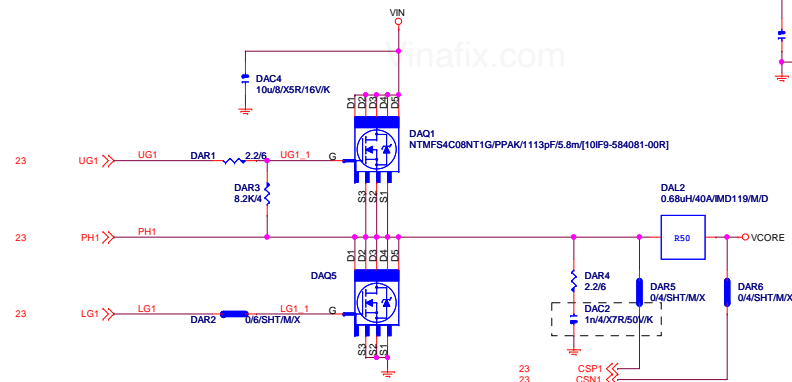 VIN
Vinafix.com
DAC4
10u/8/X5R/16V/K
D1 D2 D3 D4 D5
DAQ1
NTMFS4C08NT1G/PPAK/1113pF/5.8m/[10IF9-584081-00R]
23 UG1 UG1 DAR1 2.2/6 UG1_1 G
DAR3
8.2K/4
S3 S2 S1
DAL2
0.68uH/40A/IMD119/M/D
23 PH1 PH1 R50 VCORE
D1 D2 D3 D4 D5
DAQ5
DAR4
2.2/6
DAR5
0/4/SHT/M/X
DAR6
0/4/SHT/M/X
23 LG1 LG1 DAR2 0/6/SHT/M/X LG1_1 G
DAC2
1n/4/X7R/50V/K
S3 S2 S1
23 CSP1
23 CSN1